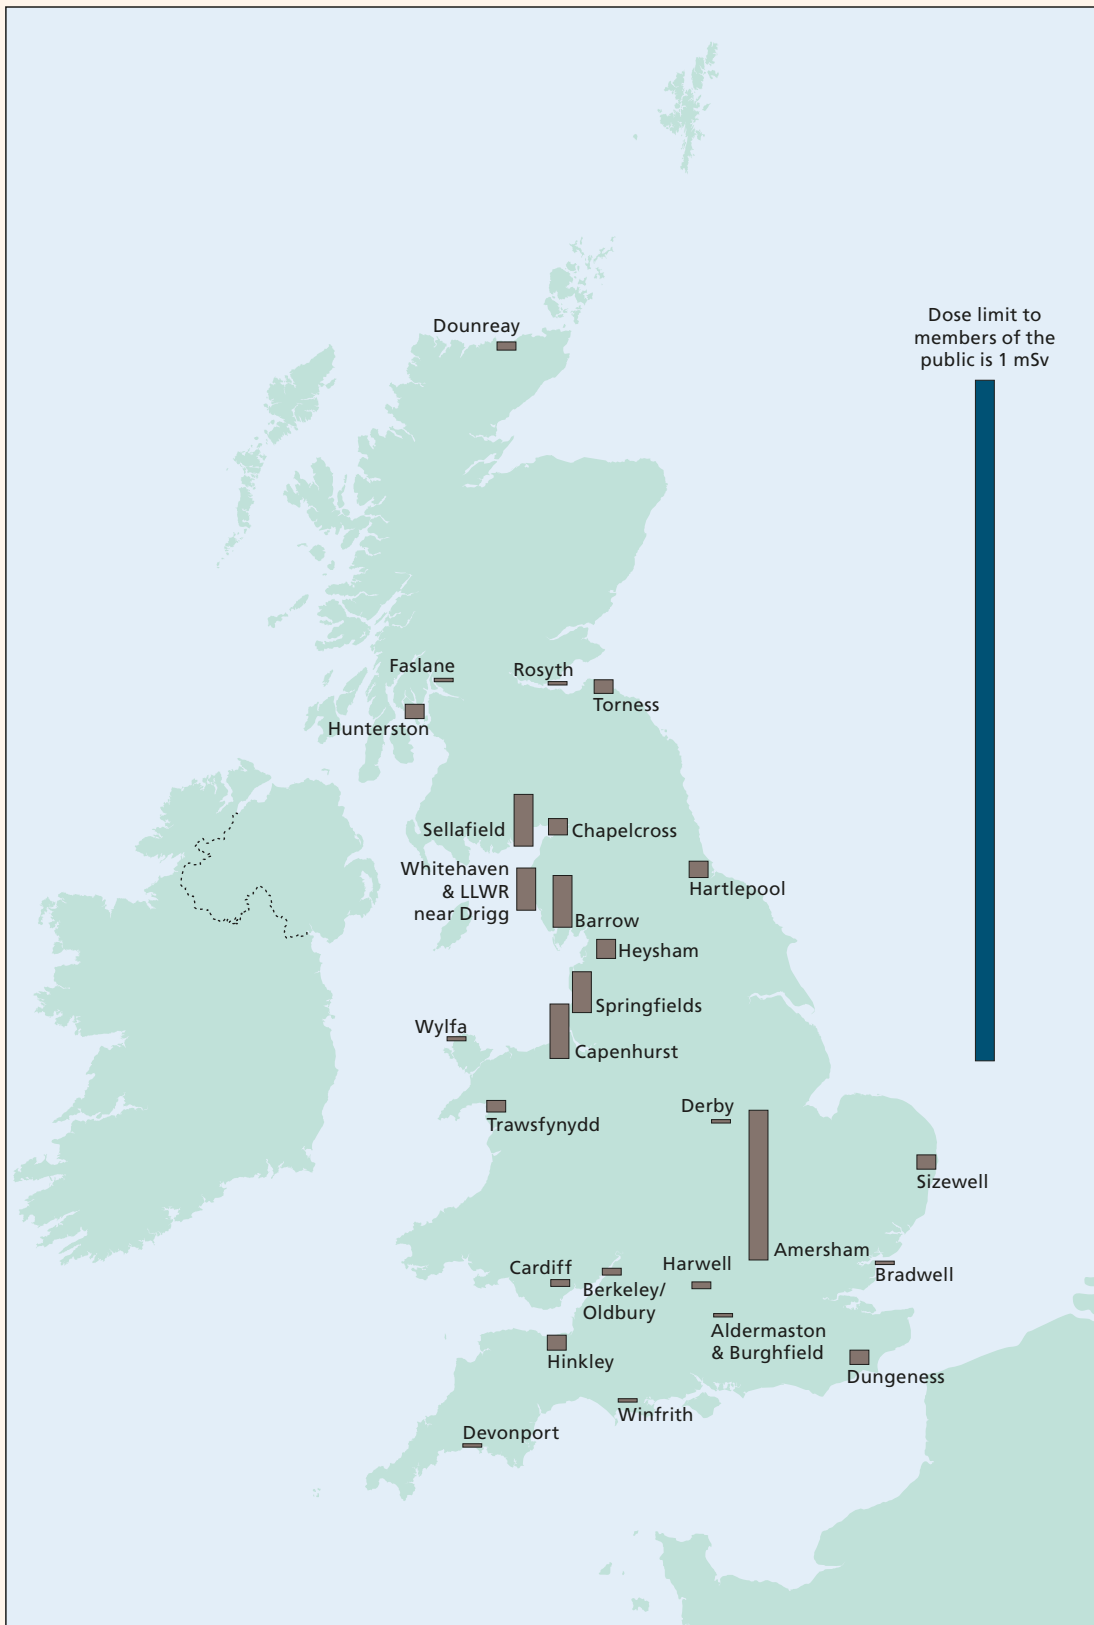 Dose limit to
members of the
public is 1 mSv
Dounreay
Faslane
Rosyth
Torness
Hunterston
Sellafield
Chapelcross
Whitehaven
& LLWR
near Drigg
Hartlepool
Barrow
Heysham
Springfields
Wylfa
Capenhurst
Derby
Trawsfynydd
Sizewell
Amersham
Harwell
Cardiff
Bradwell
Berkeley/
Oldbury
Aldermaston
& Burghfield
Hinkley
Dungeness
Winfrith
Devonport